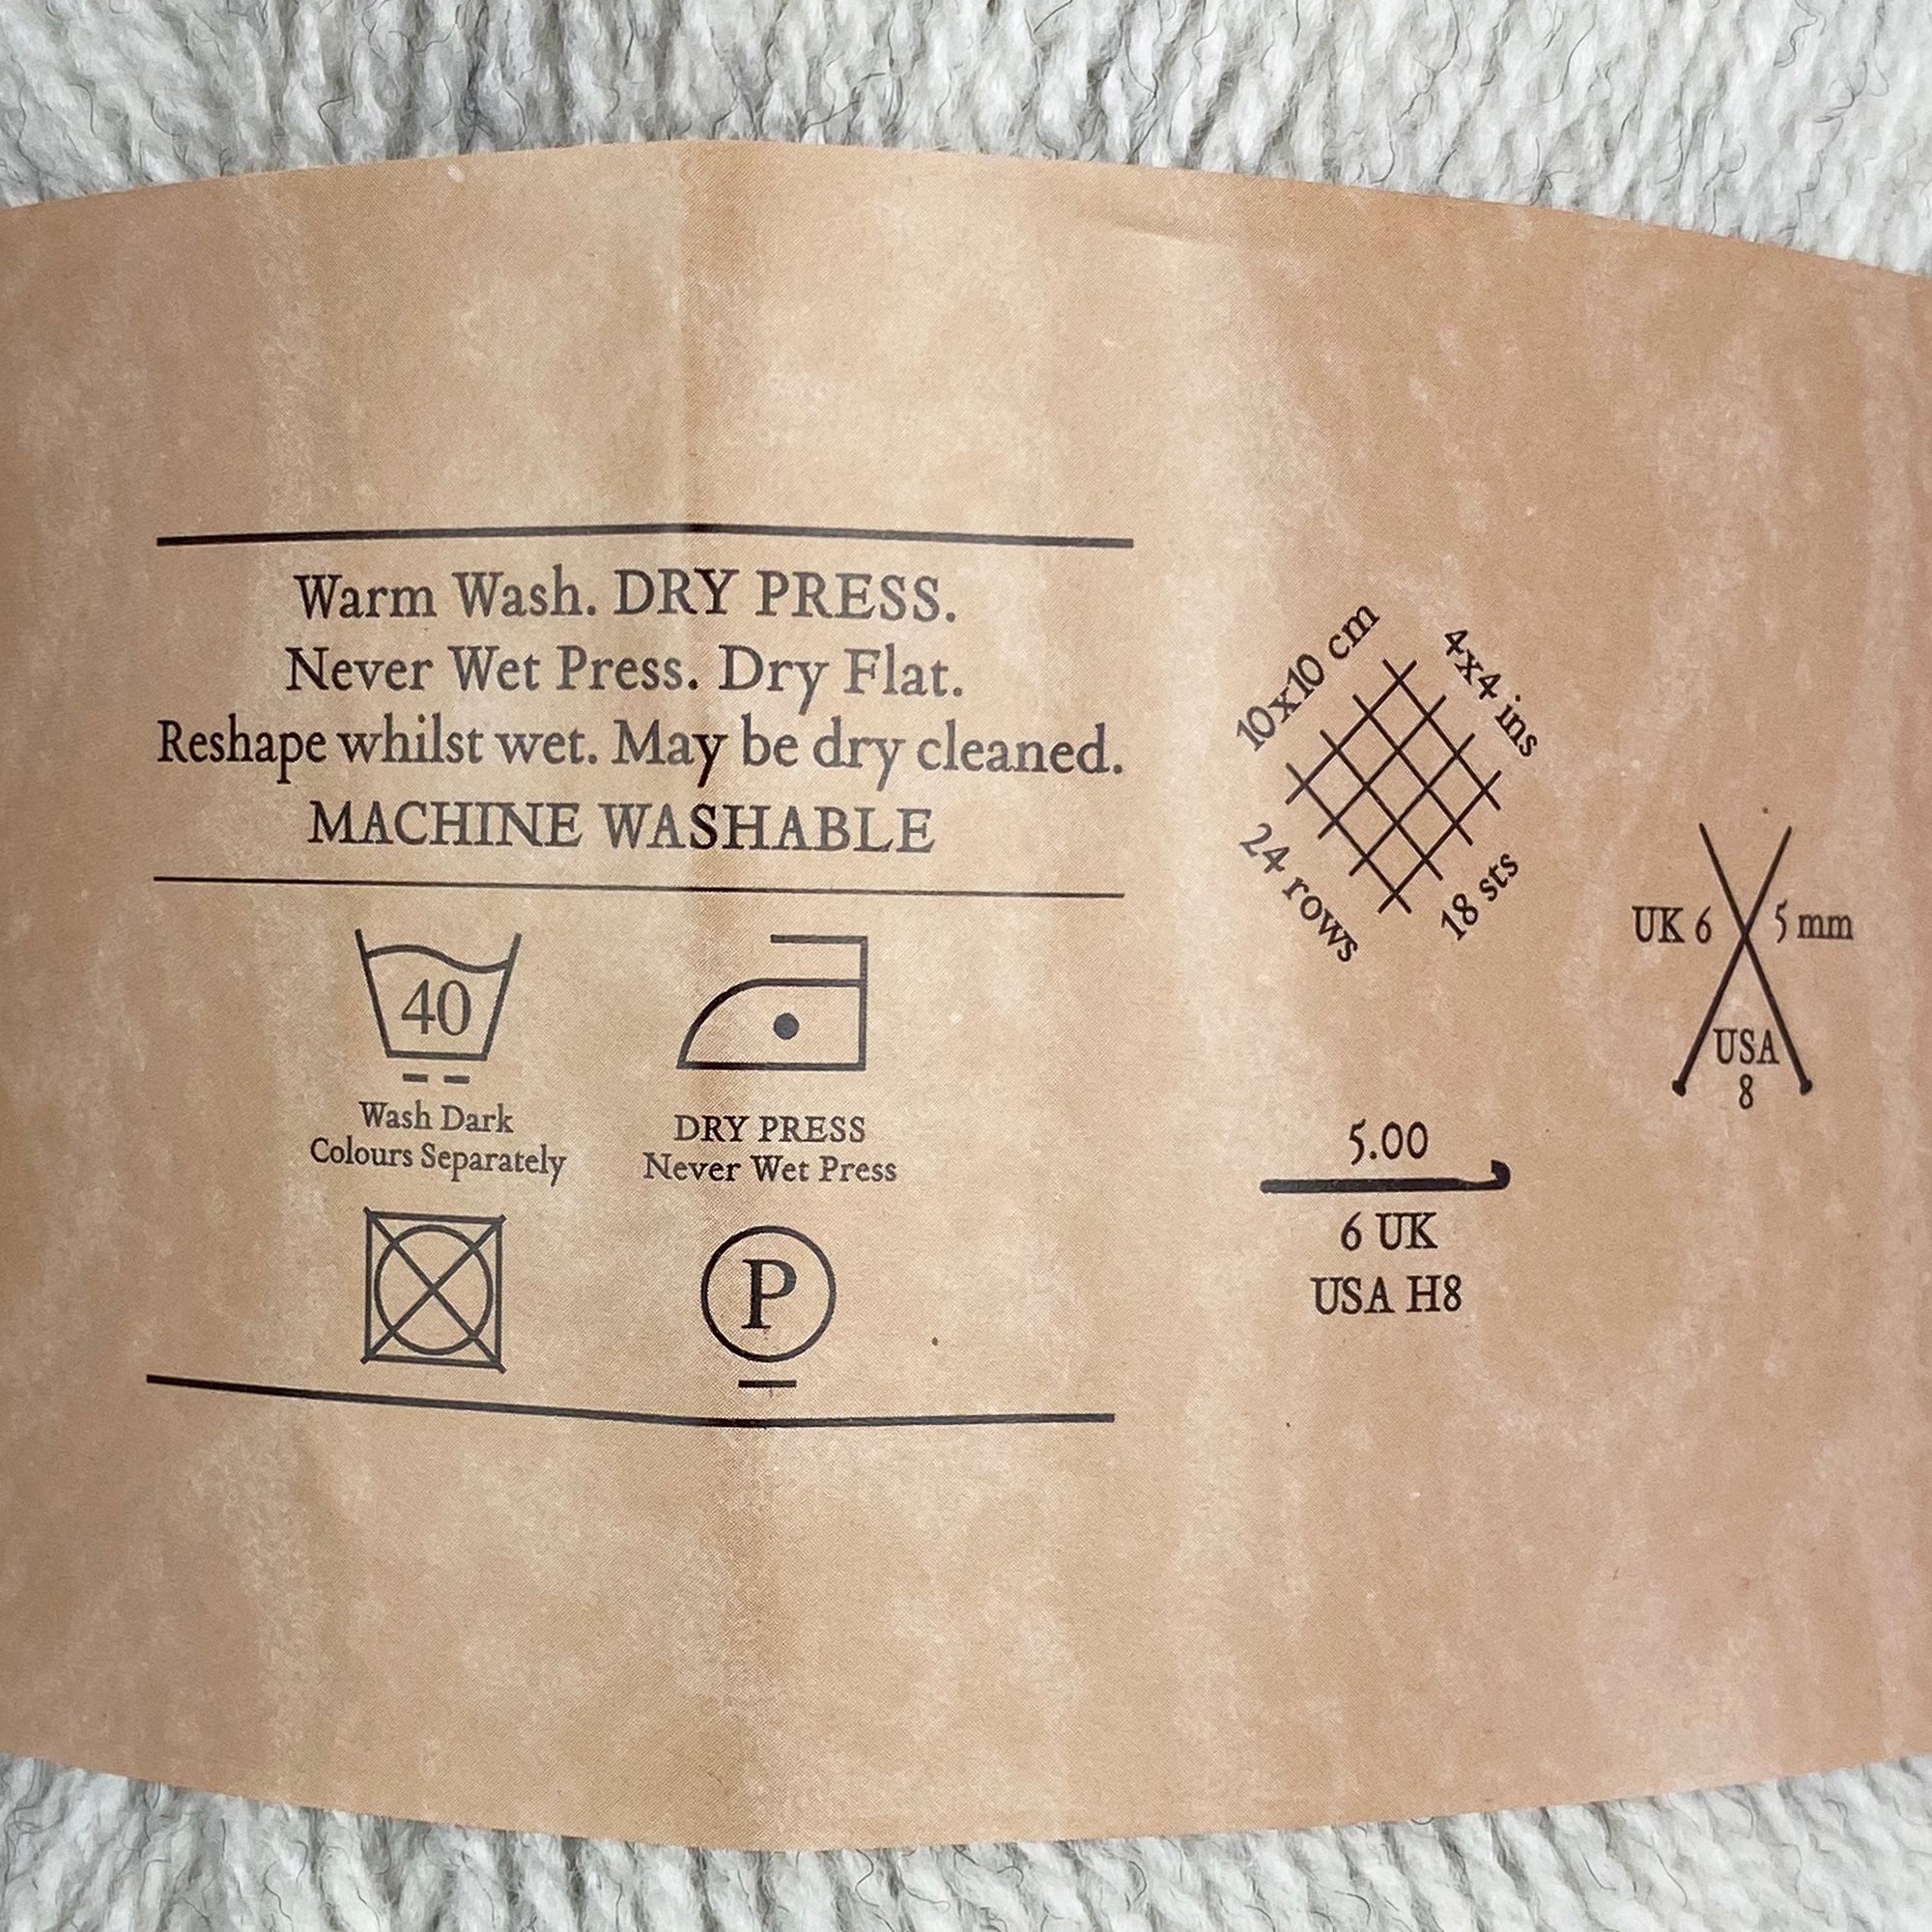 Warm Wash. DRY PRESS.
Never Wet Press. Dry Flat.
Reshape whilst wet. May be dry cleaned.
MACHINE WASHABLE
40
Wash Dark
Colours Separately
DRY PRESS
Never Wet Press
P
10x10 cm
4x4 ins
24 rows
18 sts
UK 6
5 mm
USA
8
5.00
6 UK
USA H8